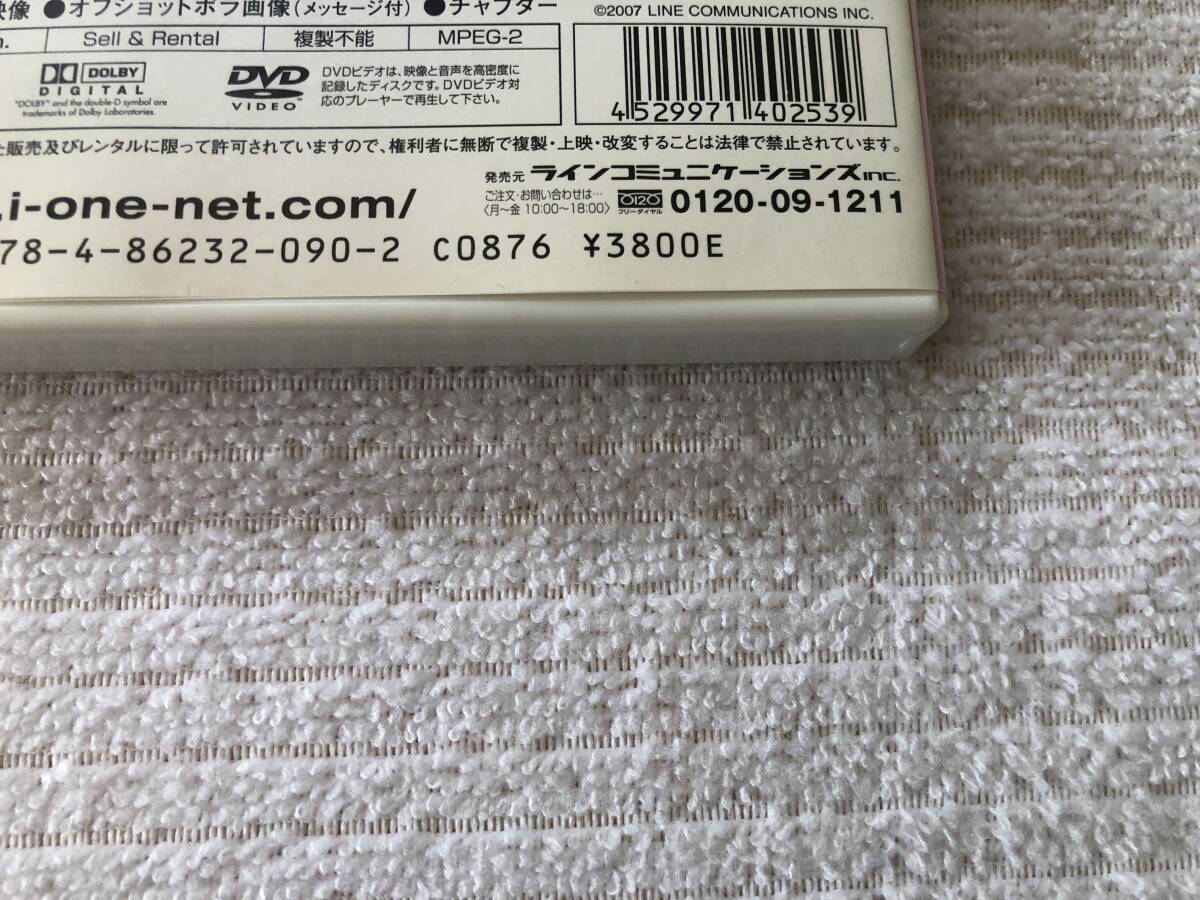 映像 ●オフショットポラ画像(メッセージ付) ●チャプター
©2007 LINE COMMUNICATIONS INC.
Sell & Rental 複製不能 MPEG-2
DOLBY
DIGITAL
"DOLBY" and the double-D symbol are
trademarks of Dolby Laboratories.
DVD
VIDEO™
DVDビデオは、映像と音声を高密度に
記録したディスクです。DVDビデオ対
応のプレーヤーで再生して下さい。
4 529971 402539
販売及びレンタルに限って許可されていますので、権利者に無断で複製・上映・改変することは法律で禁止されています。
発売元 ラインコミュニケーションズinc.
.i-one-net.com/
ご注文・お問い合わせは…
〈月~金 10:00~18:00〉
0120
フリーダイヤル
0120-09-1211
78-4-86232-090-2 C0876 ¥3800E